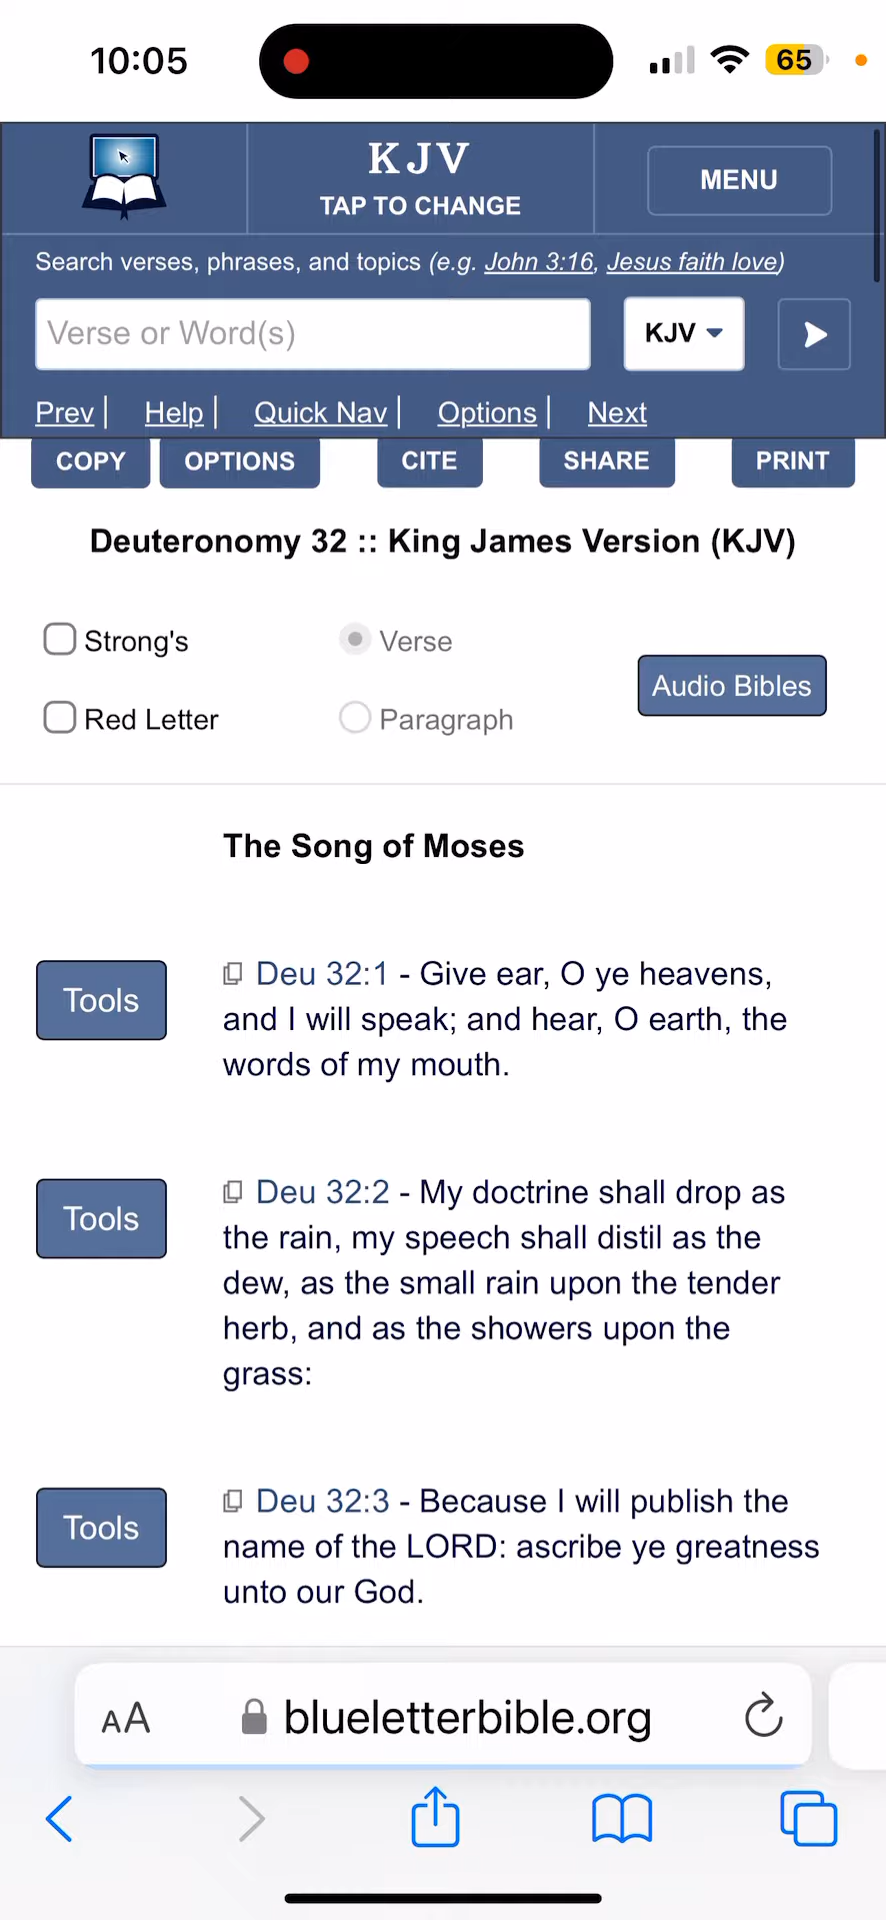 10:05
65
KJV
TAP TO CHANGE
MENU
Search verses, phrases, and topics (e.g. John 3:16, Jesus faith love)
Verse or Word(s)
KJV
Prev | Help | Quick Nav | Options | Next
COPY OPTIONS CITE SHARE PRINT
Deuteronomy 32 :: King James Version (KJV)
Strong's
Verse
Audio Bibles
Red Letter
Paragraph
The Song of Moses
Tools
Deu 32:1 - Give ear, O ye heavens,
and I will speak; and hear, O earth, the
words of my mouth.
Tools
Deu 32:2 - My doctrine shall drop as
the rain, my speech shall distil as the
dew, as the small rain upon the tender
herb, and as the showers upon the
grass:
Tools
Deu 32:3 - Because I will publish the
name of the LORD: ascribe ye greatness
unto our God.
AA blueletterbible.org